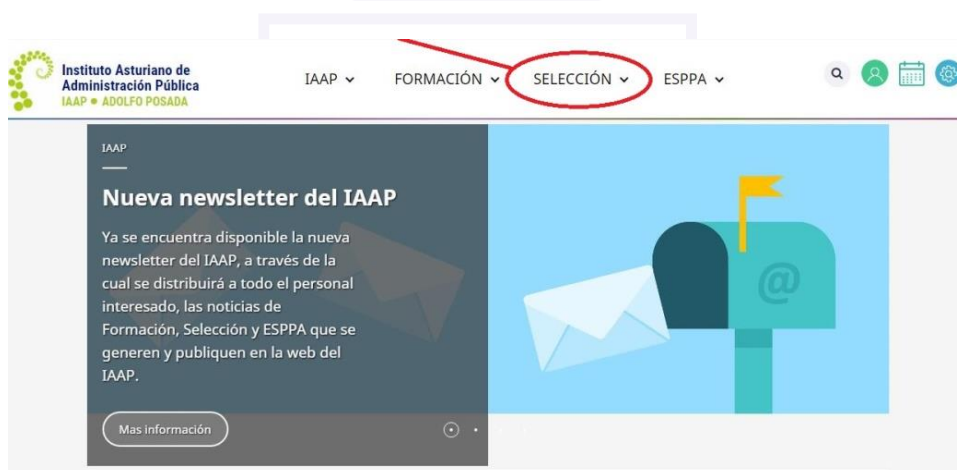 Instituto Asturiano de
Administración Pública
IAAP • ADOLFO POSADA
IAAP
FORMACIÓN
SELECCIÓN
ESPPA
IAAP
Nueva newsletter del IAAP
Ya se encuentra disponible la nueva
newsletter del IAAP, a través de la
cual se distribuirá a todo el personal
interesado, las noticias de
Formación, Selección y ESPPA que se
generen y publiquen en la web del
IAAP.
Mas información
@